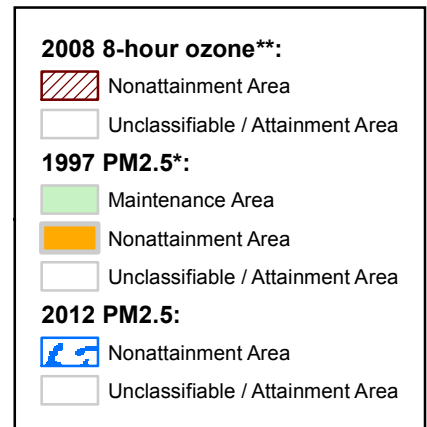 2008 8-hour ozone**:
Nonattainment Area
Unclassifiable / Attainment Area
1997 PM2.5*:
Maintenance Area
Nonattainment Area
Unclassifiable / Attainment Area
2012 PM2.5:
Nonattainment Area
Unclassifiable / Attainment Area